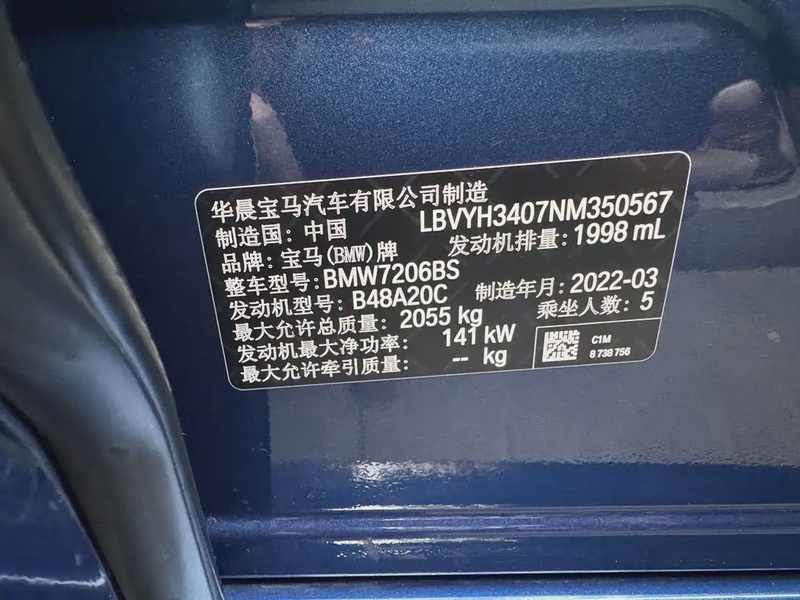 华晨宝马汽车有限公司制造
制造国: 中国 LBVYH3407NM350567
品牌: 宝马(BMW)牌 发动机排量: 1998 mL
整车型号: BMW7206BS
发动机型号: B48A20C 制造年月: 2022-03
最大允许总质量: 2055 kg 乘坐人数: 5
发动机最大净功率: 141 kW
最大允许牵引质量: -- kg
C1M
8 738 756